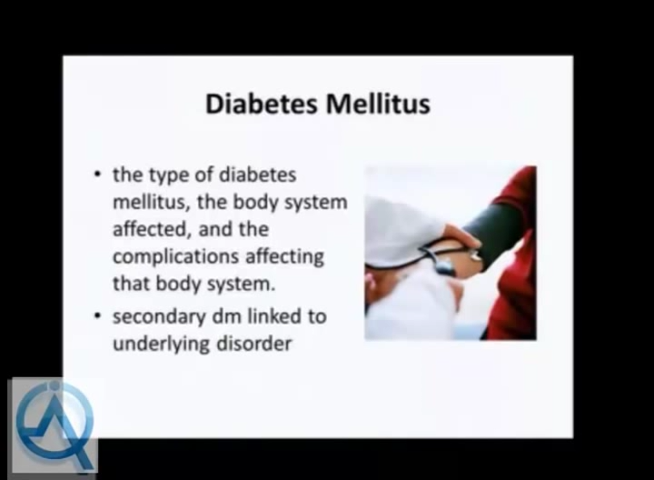 Diabetes Mellitus
• the type of diabetes
mellitus, the body system
affected, and the
complications affecting
that body system.
• secondary dm linked to
underlying disorder